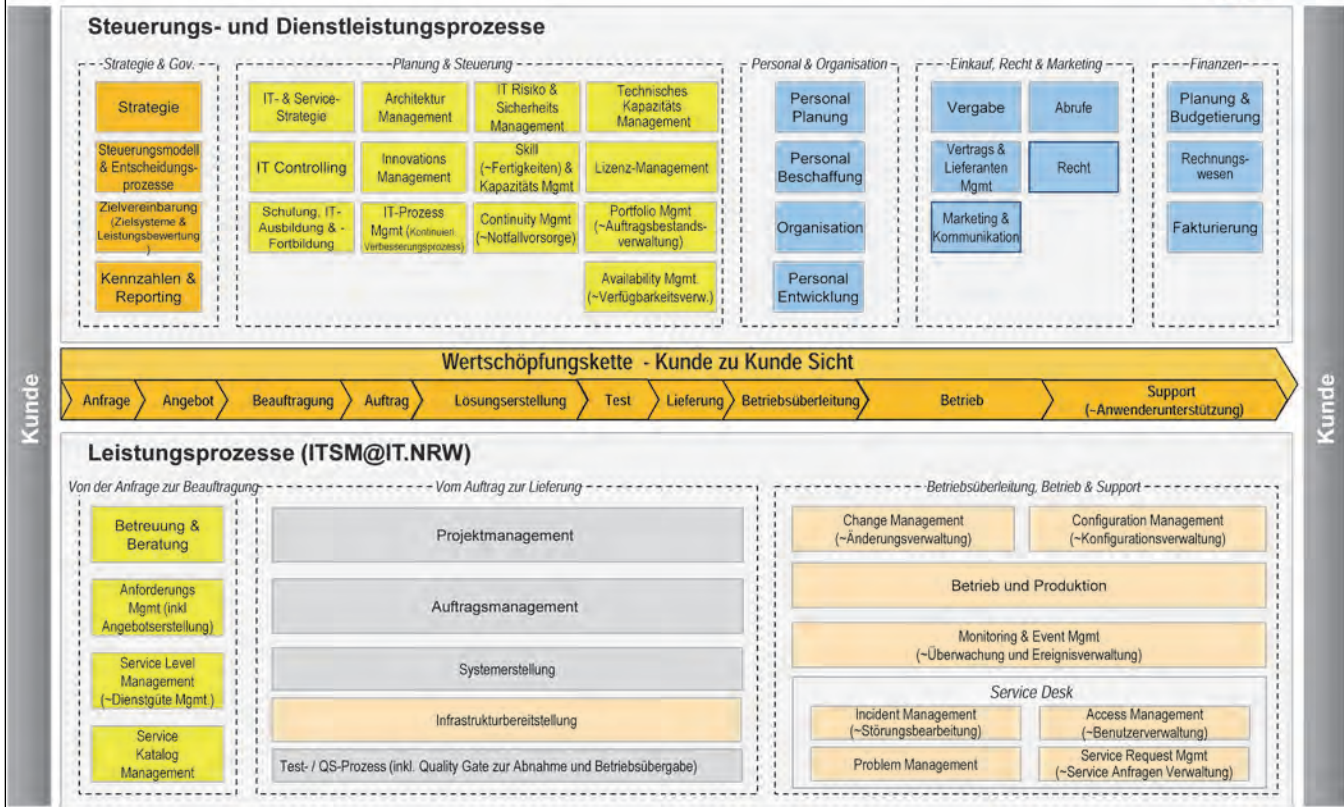 Steuerungs- und Dienstleistungsprozesse
Strategie & Gov.
Strategie
Steuerungsmodell
& Entscheidungs-
prozesse
Zielvereinbarung
(Zielsysteme &
Leistungsbewertung
)
Kennzahlen &
Reporting
Planung & Steuerung
IT- & Service-
Strategie
Architektur
Management
IT Risiko &
Sicherheits
Management
Technisches
Kapazitäts
Management
IT Controlling
Innovations
Management
Skill
(~Fertigkeiten) &
Kapazitäts Mgmt
Lizenz-Management
Schulung, IT-
Ausbildung & -
Fortbildung
IT-Prozess
Mgmt (Kontinuierl.
Verbesserungsprozess)
Continuity Mgmt
(~Notfallvorsorge)
Portfolio Mgmt
(~Auftragsbestands-
verwaltung)
Availability Mgmt.
(~Verfügbarkeitsverw.)
Personal & Organisation
Personal
Planung
Personal
Beschaffung
Organisation
Personal
Entwicklung
Einkauf, Recht & Marketing
Vergabe
Abrufe
Vertrags &
Lieferanten
Mgmt
Recht
Marketing &
Kommunikation
Finanzen
Planung &
Budgetierung
Rechnungs-
wesen
Fakturierung
Kunde
Wertschöpfungskette - Kunde zu Kunde Sicht
Anfrage
Angebot
Beauftragung
Auftrag
Lösungserstellung
Test
Lieferung
Betriebsüberleitung
Betrieb
Support
(~Anwenderunterstützung)
Kunde
Leistungsprozesse (ITSM@IT.NRW)
Von der Anfrage zur Beauftragung
Betreuung &
Beratung
Anforderungs
Mgmt (inkl
Angebotserstellung)
Service Level
Management
(~Dienstgüte Mgmt.)
Service
Katalog
Management
Vom Auftrag zur Lieferung
Projektmanagement
Auftragsmanagement
Systemerstellung
Infrastrukturbereitstellung
Test- / QS-Prozess (inkl. Quality Gate zur Abnahme und Betriebsübergabe)
Betriebsüberleitung, Betrieb & Support
Change Management
(~Änderungsverwaltung)
Configuration Management
(~Konfigurationsverwaltung)
Betrieb und Produktion
Monitoring & Event Mgmt
(~Überwachung und Ereignisverwaltung)
Service Desk
Incident Management
(~Störungsbearbeitung)
Access Management
(~Benutzerverwaltung)
Problem Management
Service Request Mgmt
(~Service Anfragen Verwaltung)